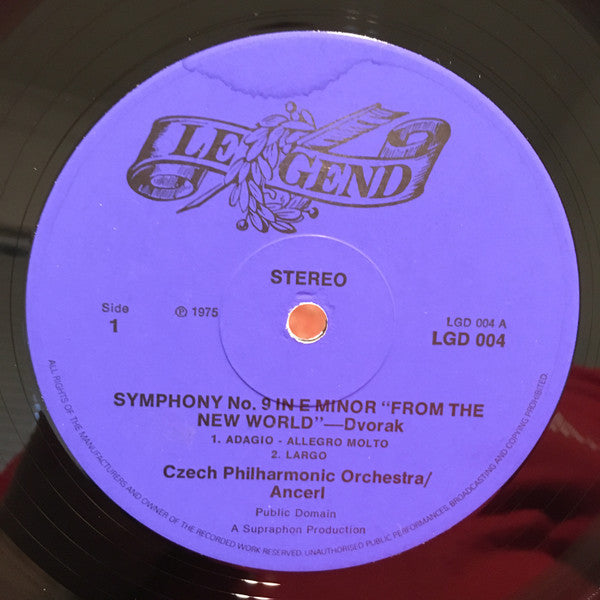 LEGEND
STEREO
Side
1
℗ 1975
LGD 004 A
LGD 004
SYMPHONY No. 9 IN E MINOR “FROM THE
NEW WORLD”—Dvorak
1. ADAGIO - ALLEGRO MOLTO
2. LARGO
Czech Philharmonic Orchestra/
Ancerl
Public Domain
A Supraphon Production
ALL RIGHTS OF THE MANUFACTURERS AND OWNER OF THE RECORDED WORK RESERVED. UNAUTHORISED PUBLIC PERFORMANCES, BROADCASTING AND COPYING PROHIBITED.